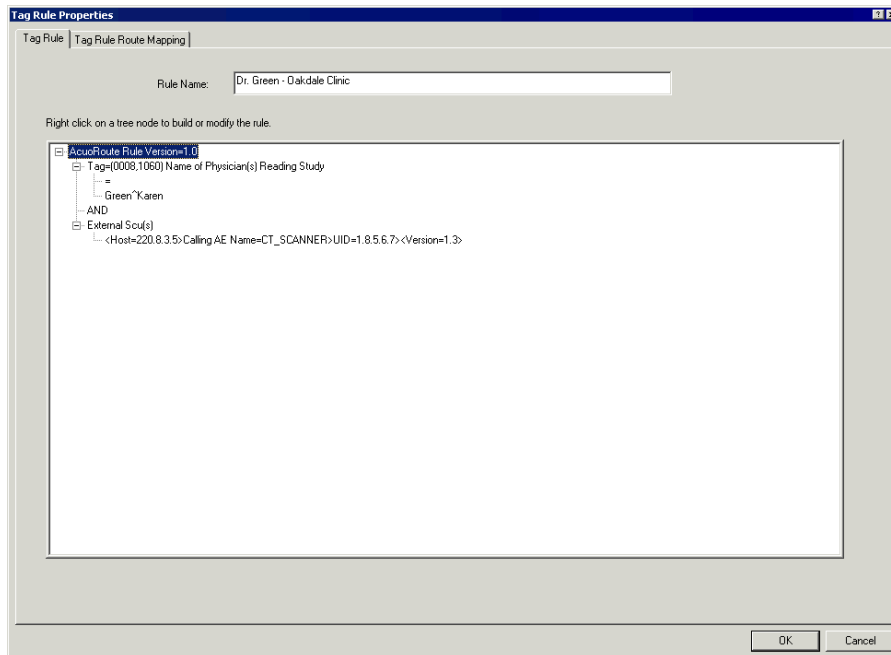 Tag Rule Properties
Tag Rule
Tag Rule Route Mapping
Rule Name:
Dr. Green - Oakdale Clinic
Right click on a tree node to build or modify the rule.
AcuoRoute Rule Version=1.0
Tag=(0008,1060) Name of Physician(s) Reading Study
=
Green^Karen
AND
External Scu(s)
<Host=220.8.3.5>Calling AE Name=CT_SCANNER>UID=1.8.5.6.7><Version=1.3>
OK
Cancel